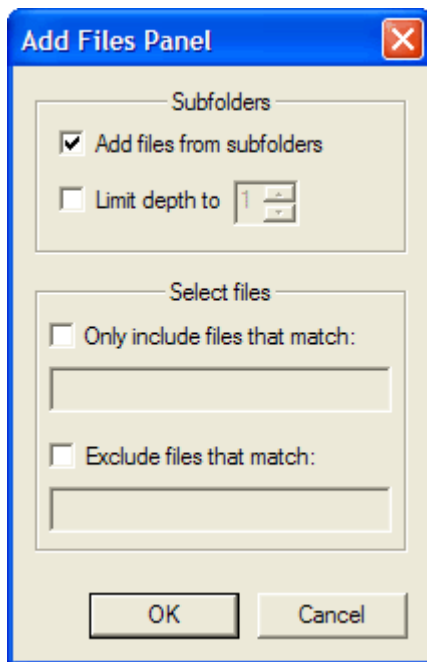 Add Files Panel
Subfolders
Add files from subfolders
Limit depth to 1
Select files
Only include files that match:
Exclude files that match:
OK Cancel